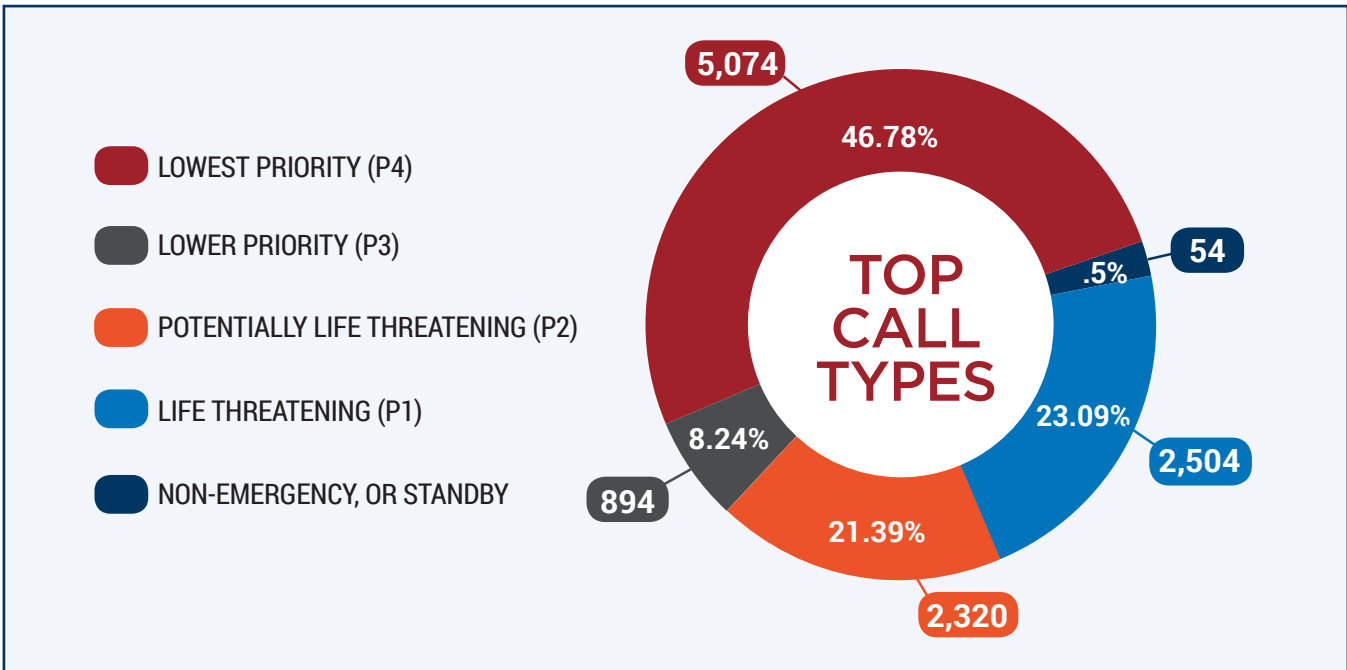 LOWEST PRIORITY (P4)
LOWER PRIORITY (P3)
POTENTIALLY LIFE THREATENING (P2)
LIFE THREATENING (P1)
NON-EMERGENCY, OR STANDBY
5,074
46.78%
54
.5%
TOP
CALL
TYPES
23.09%
2,504
8.24%
894
21.39%
2,320